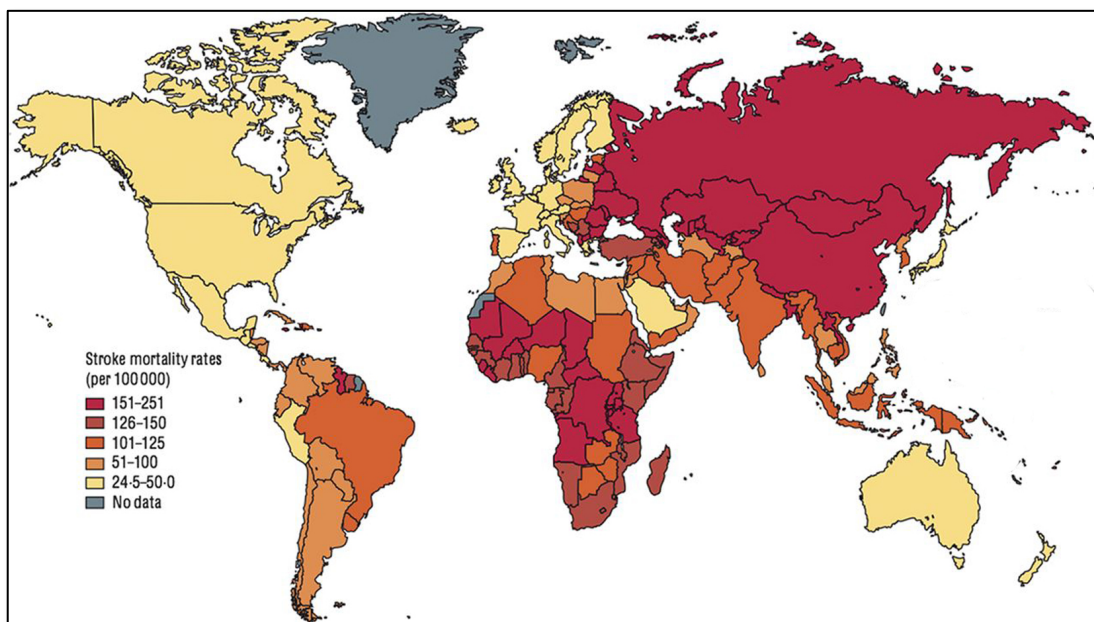 Stroke mortality rates
(per 100 000)
151–251
126–150
101–125
51–100
24·5–50·0
No data